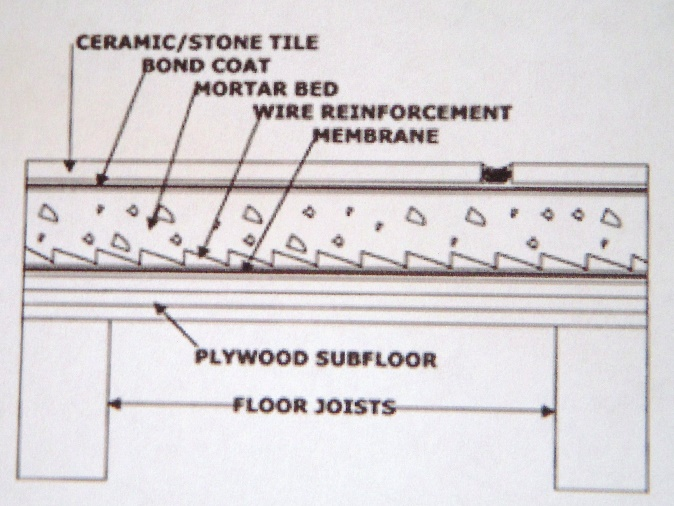 CERAMIC/STONE TILE
BOND COAT
MORTAR BED
WIRE REINFORCEMENT
MEMBRANE
PLYWOOD SUBFLOOR
FLOOR JOISTS